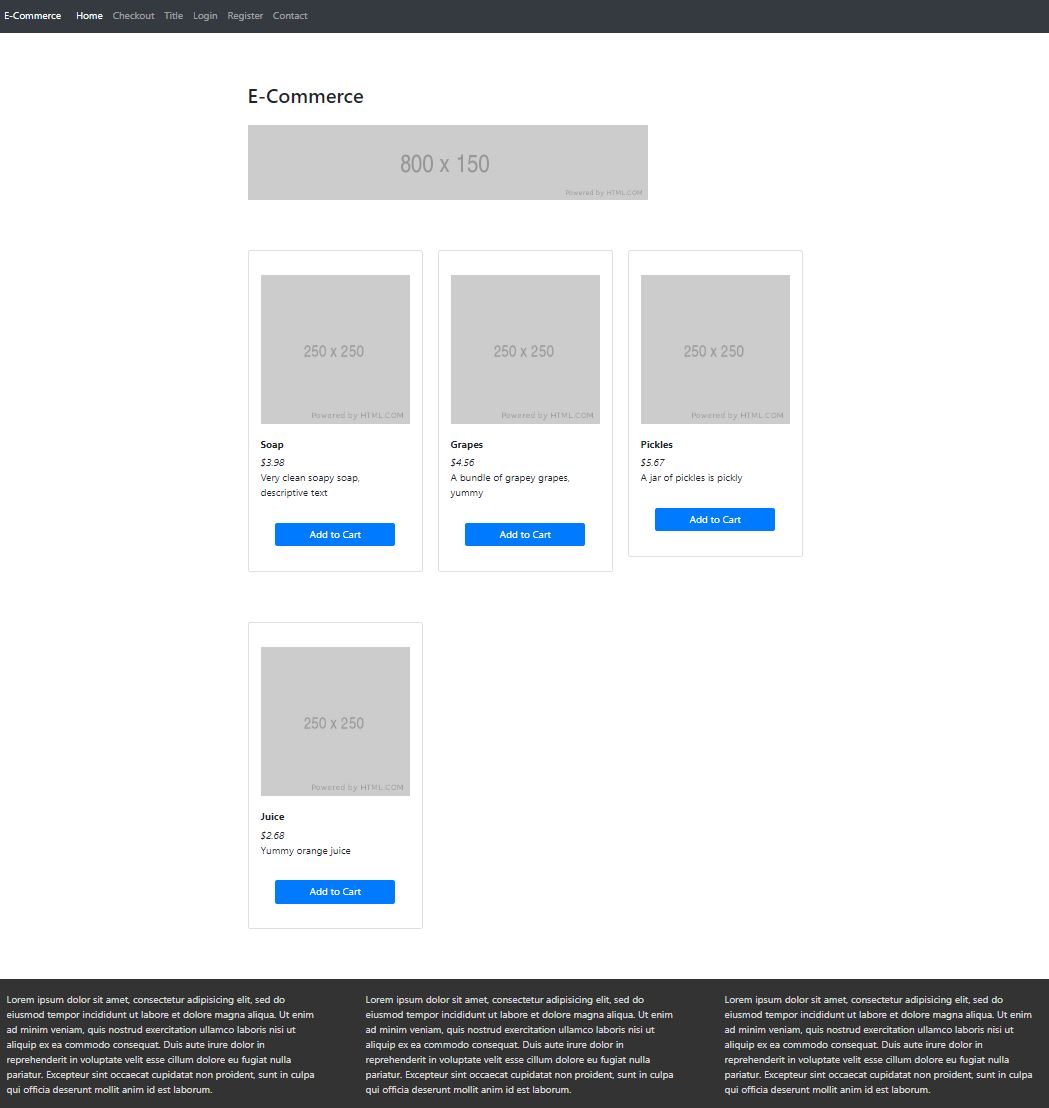 E-Commerce Home Checkout Title Login Register Contact
E-Commerce
800 x 150
Powered by HTML.COM
250 x 250
Powered by HTML.COM
Soap
$3.98
Very clean soapy soap,
descriptive text
Add to Cart
250 x 250
Powered by HTML.COM
Grapes
$4.56
A bundle of grapey grapes,
yummy
Add to Cart
250 x 250
Powered by HTML.COM
Pickles
$5.67
A jar of pickles is pickly
Add to Cart
250 x 250
Powered by HTML.COM
Juice
$2.68
Yummy orange juice
Add to Cart
Lorem ipsum dolor sit amet, consectetur adipisicing elit, sed do
eiusmod tempor incididunt ut labore et dolore magna aliqua. Ut enim
ad minim veniam, quis nostrud exercitation ullamco laboris nisi ut
aliquip ex ea commodo consequat. Duis aute irure dolor in
reprehenderit in voluptate velit esse cillum dolore eu fugiat nulla
pariatur. Excepteur sint occaecat cupidatat non proident, sunt in culpa
qui officia deserunt mollit anim id est laborum.
Lorem ipsum dolor sit amet, consectetur adipisicing elit, sed do
eiusmod tempor incididunt ut labore et dolore magna aliqua. Ut enim
ad minim veniam, quis nostrud exercitation ullamco laboris nisi ut
aliquip ex ea commodo consequat. Duis aute irure dolor in
reprehenderit in voluptate velit esse cillum dolore eu fugiat nulla
pariatur. Excepteur sint occaecat cupidatat non proident, sunt in culpa
qui officia deserunt mollit anim id est laborum.
Lorem ipsum dolor sit amet, consectetur adipisicing elit, sed do
eiusmod tempor incididunt ut labore et dolore magna aliqua. Ut enim
ad minim veniam, quis nostrud exercitation ullamco laboris nisi ut
aliquip ex ea commodo consequat. Duis aute irure dolor in
reprehenderit in voluptate velit esse cillum dolore eu fugiat nulla
pariatur. Excepteur sint occaecat cupidatat non proident, sunt in culpa
qui officia deserunt mollit anim id est laborum.